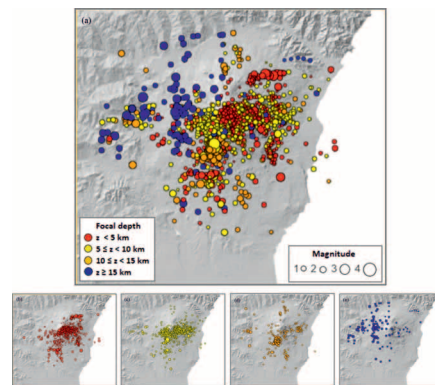 (a)
Focal depth
z < 5 km
5 ≤ z < 10 km
10 ≤ z < 15 km
z ≥ 15 km
Magnitude
1 2 3 4